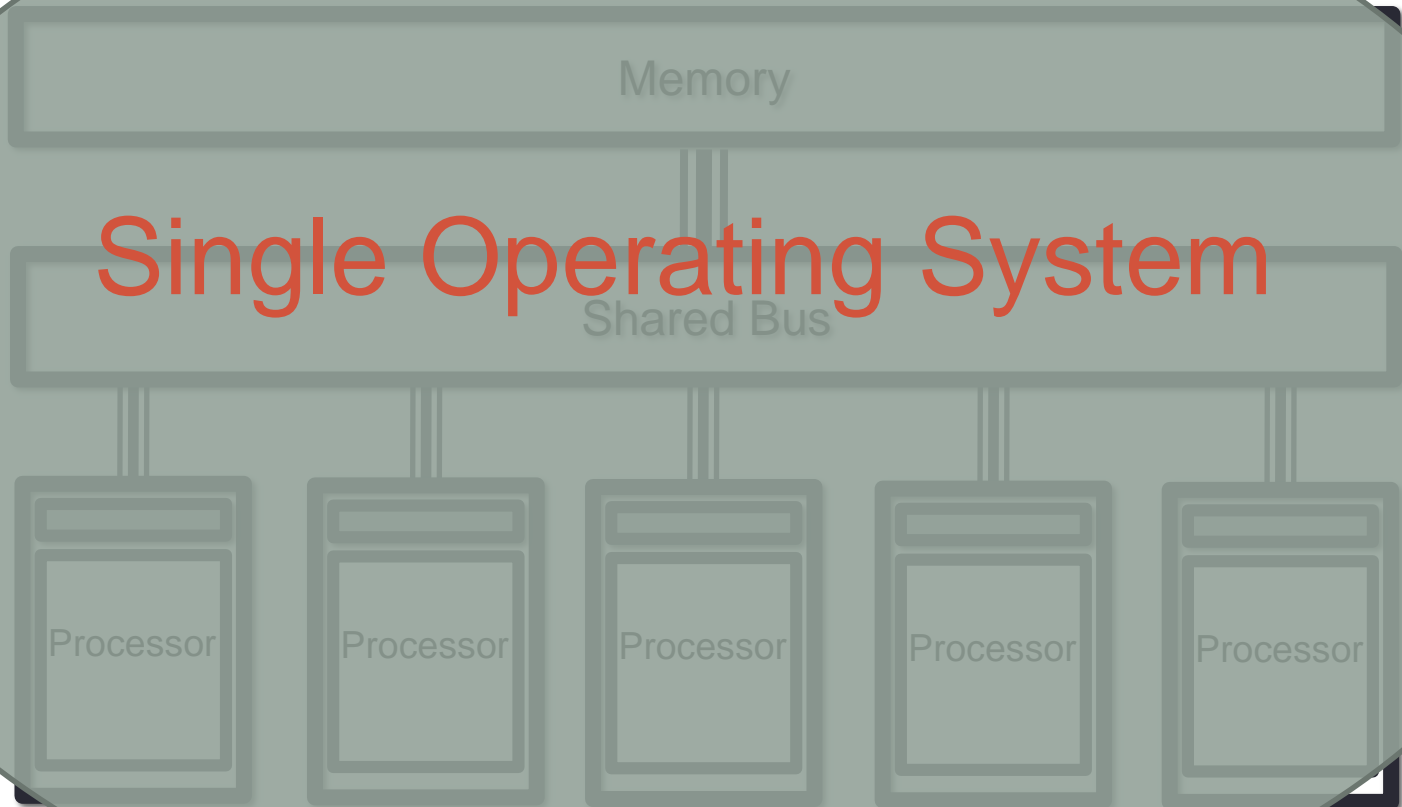 Memory
Single Operating System
Shared Bus
Processor
Processor
Processor
Processor
Processor